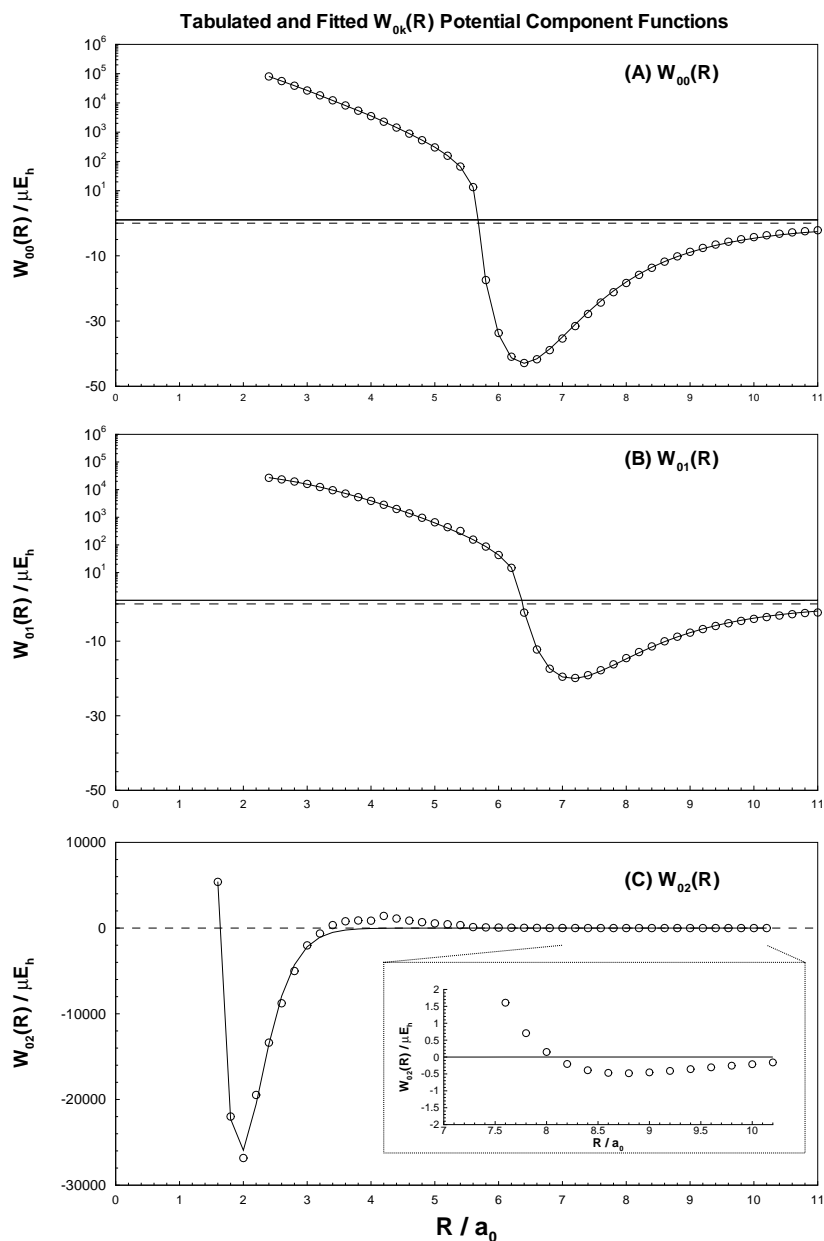 Tabulated and Fitted W0k(R) Potential Component Functions
(A) W00(R)
W00(R) / μEh
10^6
10^5
10^4
10^3
10^2
10^1
-10
-30
-50
0 1 2 3 4 5 6 7 8 9 10 11
(B) W01(R)
W01(R) / μEh
10^6
10^5
10^4
10^3
10^2
10^1
-10
-30
-50
0 1 2 3 4 5 6 7 8 9 10 11
(C) W02(R)
W02(R) / μEh
10000
0
-10000
-20000
-30000
W02(R) / μEh
2
1.5
1
0.5
0
-0.5
-1
-1.5
-2
7 7.5 8 8.5 9 9.5 10
R / a0
0 1 2 3 4 5 6 7 8 9 10 11
R / a0